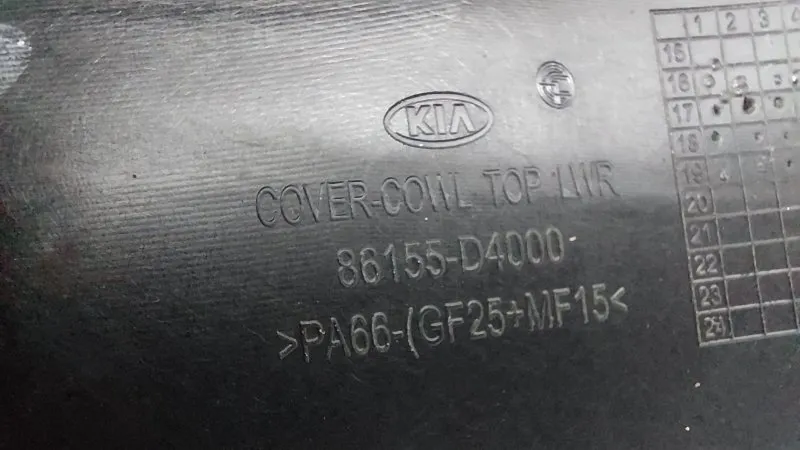 KIA
COVER-COWL TOP LWR
86155-D4000
>PA66-(GF25+MF15<
1 2 3 4
15
16
17
18
19
20
21
22
23
24